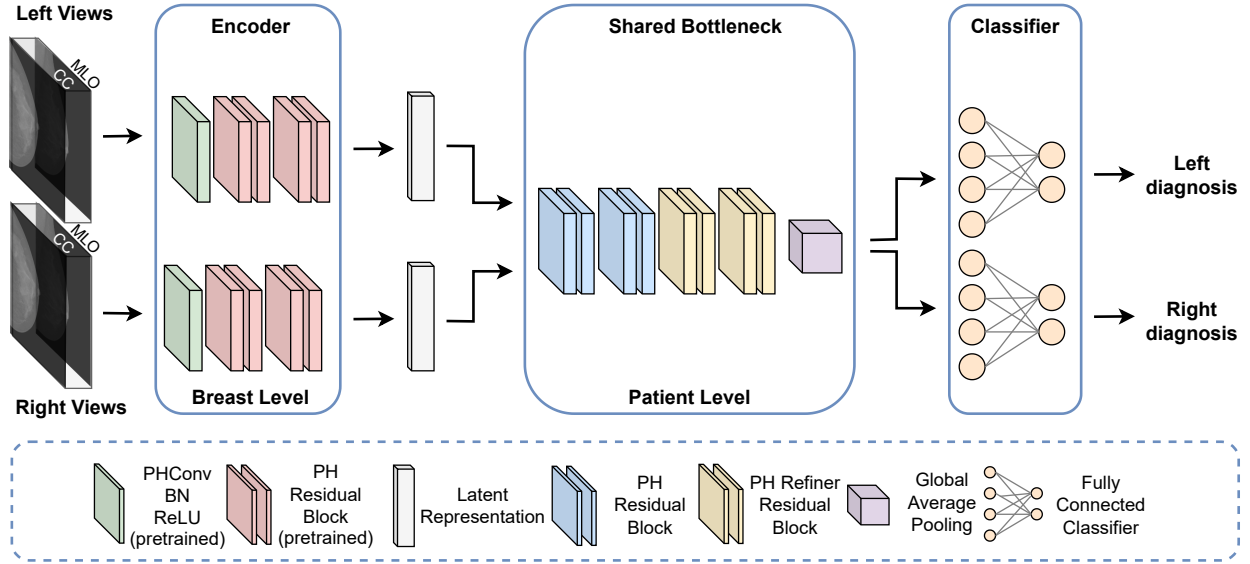 Left Views
Encoder
Shared Bottleneck
Classifier
CC
MLO
CC
MLO
Left
diagnosis
Right
diagnosis
Right Views
Breast Level
Patient Level
PHConv
BN
ReLU
(pretrained)
PH
Residual
Block
(pretrained)
Latent
Representation
PH
Residual
Block
PH Refiner
Residual
Block
Global
Average
Pooling
Fully
Connected
Classifier